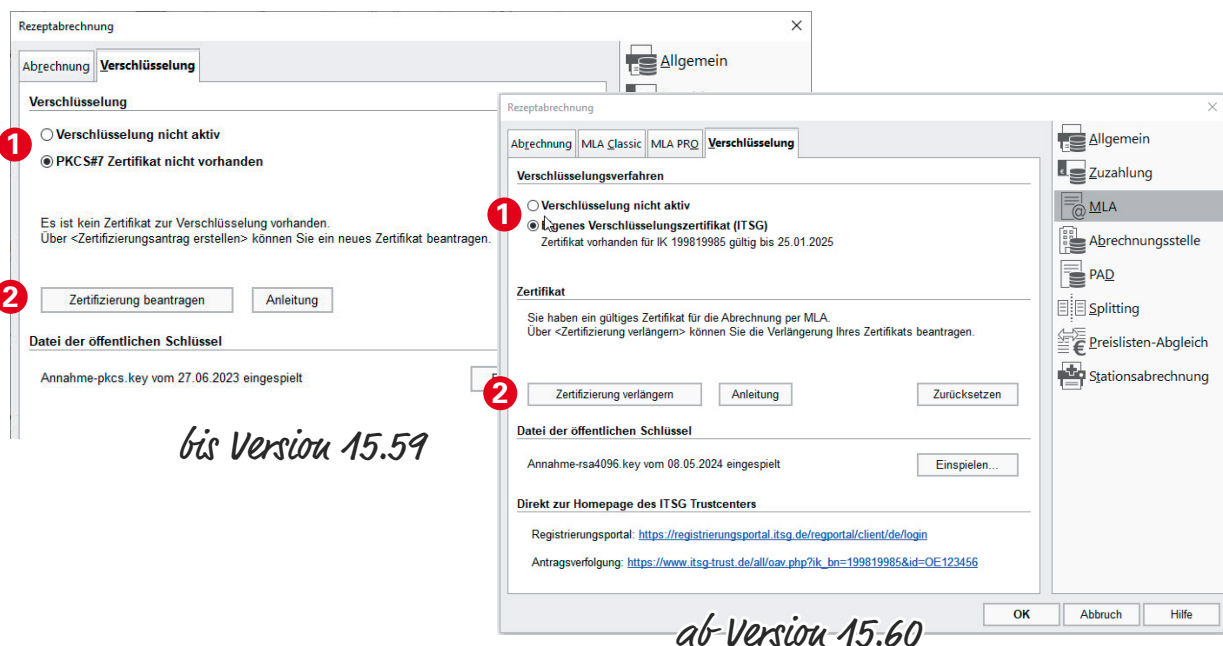 Rezeptabrechnung
Abrechnung Verschlüsselung
Allgemein
Verschlüsselung
1
Verschlüsselung nicht aktiv
PKCS#7 Zertifikat nicht vorhanden
Es ist kein Zertifikat zur Verschlüsselung vorhanden.
Über <Zertifizierungsantrag erstellen> können Sie ein neues Zertifikat beantragen.
2
Zertifizierung beantragen Anleitung
Datei der öffentlichen Schlüssel
Annahme-pkcs.key vom 27.06.2023 eingespielt
bis Version 15.59
Rezeptabrechnung
Abrechnung MLA Classic MLA PRO Verschlüsselung
Verschlüsselungsverfahren
1
Verschlüsselung nicht aktiv
Eigenes Verschlüsselungszertifikat (ITSG)
Zertifikat vorhanden für IK 199819985 gültig bis 25.01.2025
Zertifikat
Sie haben ein gültiges Zertifikat für die Abrechnung per MLA.
Über <Zertifizierung verlängern> können Sie die Verlängerung Ihres Zertifikats beantragen.
2
Zertifizierung verlängern Anleitung Zurücksetzen
Datei der öffentlichen Schlüssel
Annahme-rsa4096.key vom 08.05.2024 eingespielt Einspielen...
Direkt zur Homepage des ITSG Trustcenters
Registrierungsportal: https://registrierungsportal.itsg.de/regportal/client/de/login
Antragsverfolgung: https://www.itsg-trust.de/all/oav.php?ik_bn=199819985&id=OE123456
Allgemein
Zuzahlung
MLA
Abrechnungsstelle
PAD
Splitting
Preislisten-Abgleich
Stationsabrechnung
OK Abbruch Hilfe
ab Version 15.60